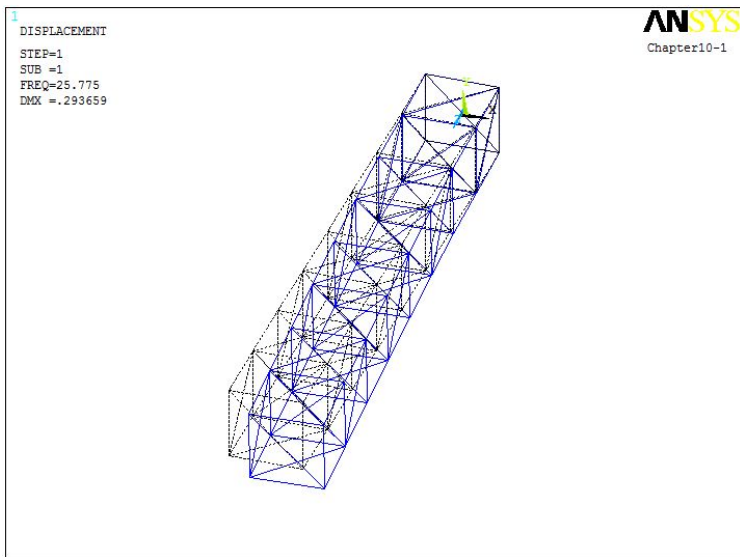 1
DISPLACEMENT
STEP=1
SUB =1
FREQ=25.775
DMX =.293659
ANSYS
Chapter10-1
Y
X